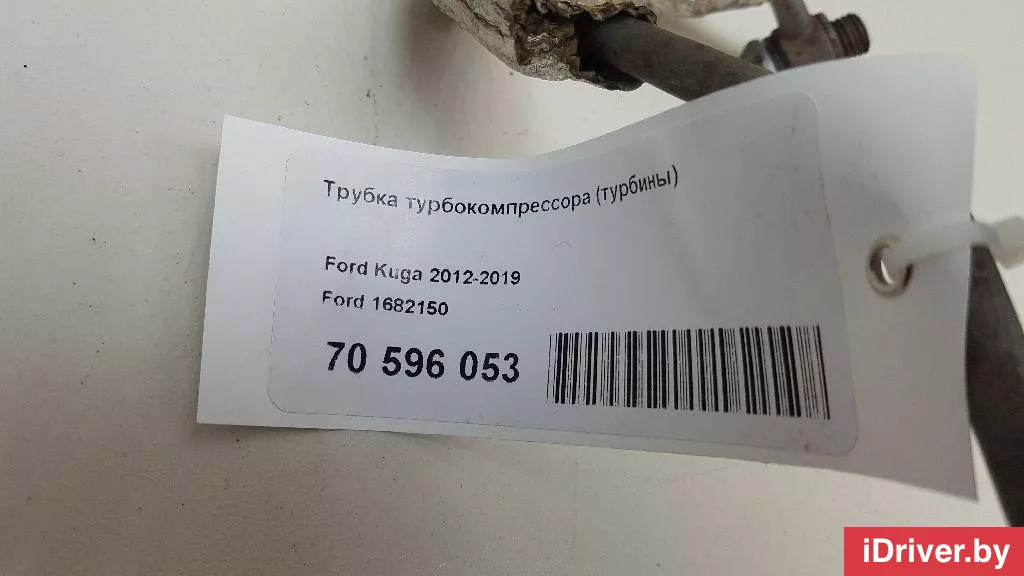 Трубка турбокомпрессора (турбины)
Ford Kuga 2012-2019
Ford 1682150
70 596 053
iDriver.by